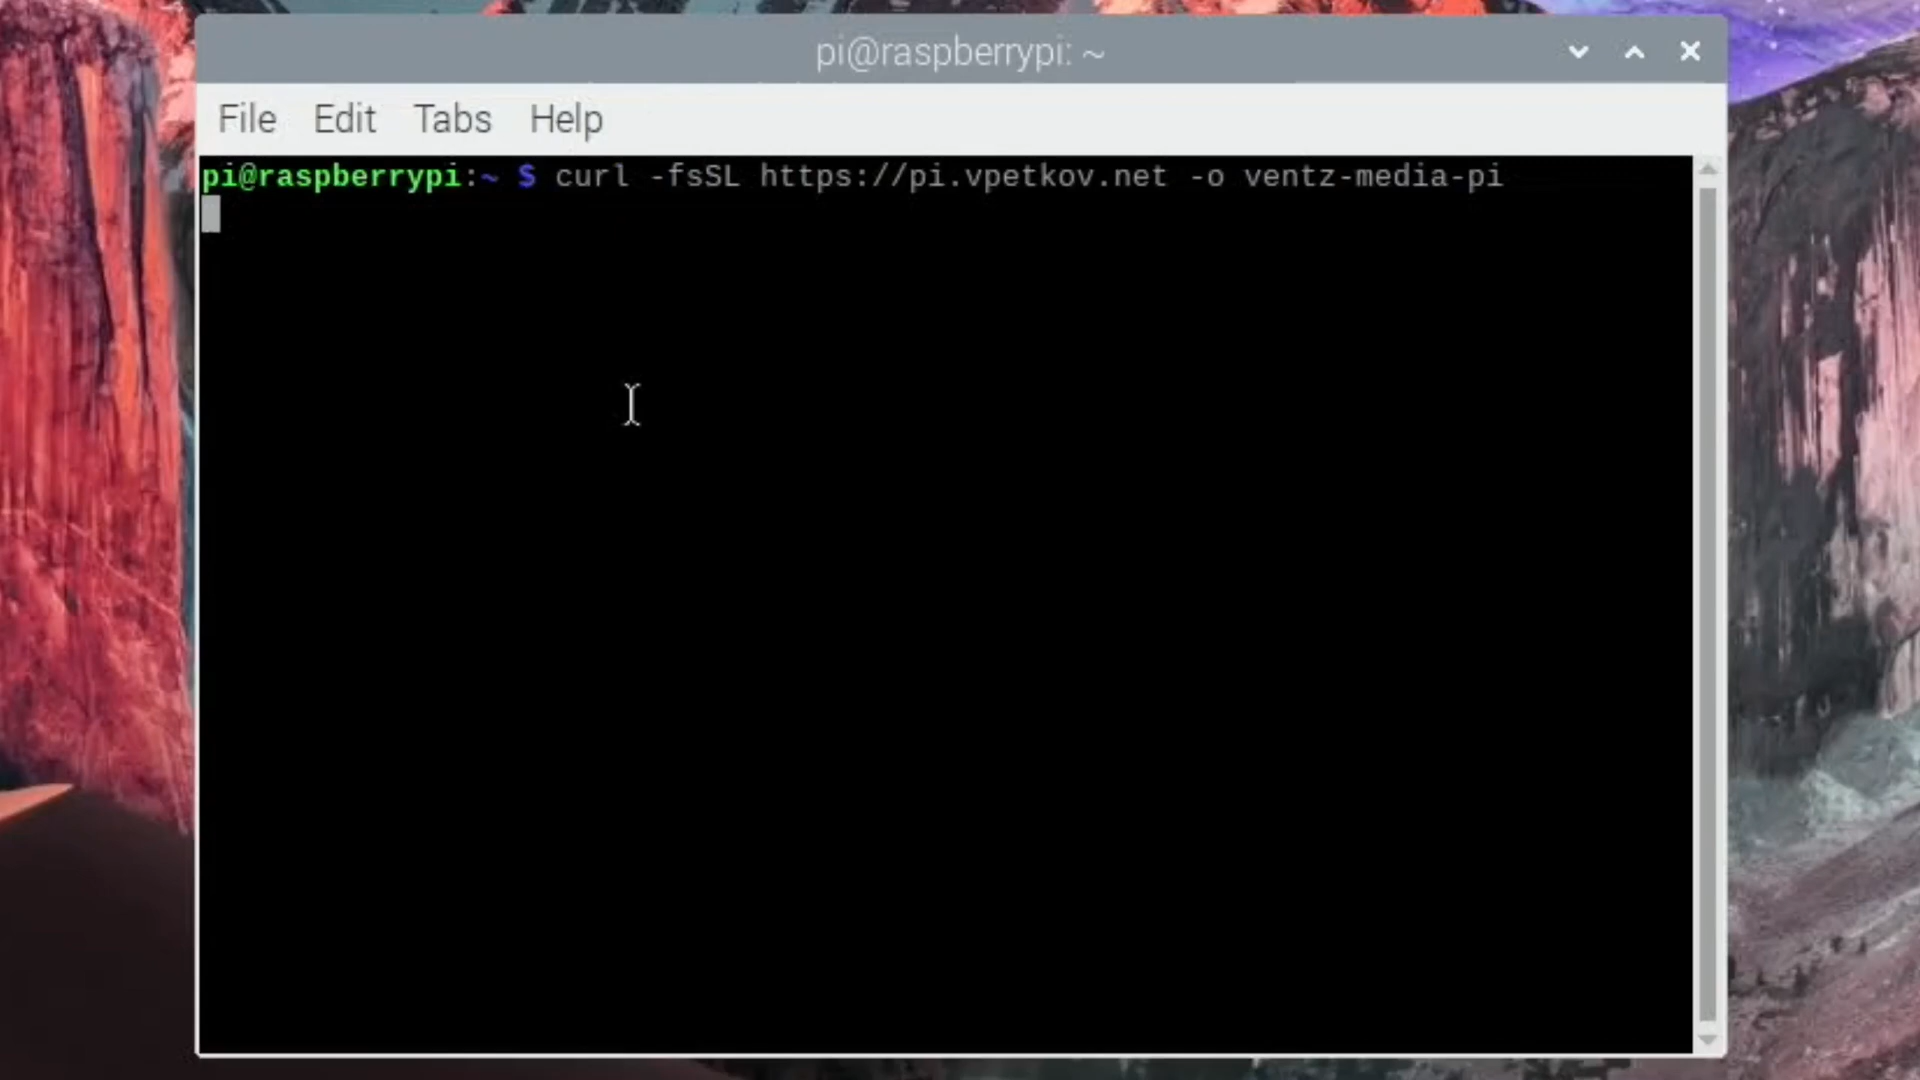 pi@raspberrypi: ~
File Edit Tabs Help
pi@raspberrypi:~ $ curl -fsSL https://pi.vpetkov.net -o ventz-media-pi